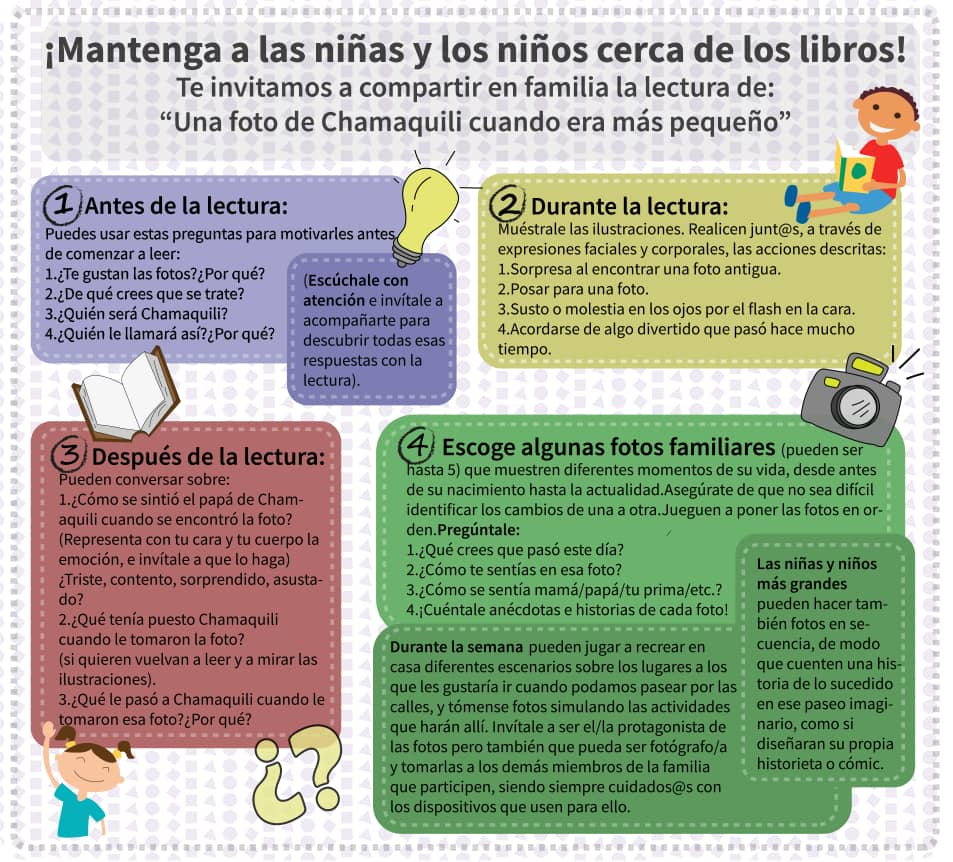 ¡Mantenga a las niñas y los niños cerca de los libros!
Te invitamos a compartir en familia la lectura de:
“Una foto de Chamaquili cuando era más pequeño”
1 Antes de la lectura:
Puedes usar estas preguntas para motivarles antes
de comenzar a leer:
1.¿Te gustan las fotos?¿Por qué?
2.¿De qué crees que se trate?
3.¿Quién será Chamaquili?
4.¿Quién le llamará así?¿Por qué?
(Escúchale con
atención e invítale a
acompañarte para
descubrir todas esas
respuestas con la
lectura).
2 Durante la lectura:
Muéstrale las ilustraciones. Realicen junt@s, a través de
expresiones faciales y corporales, las acciones descritas:
1.Sorpresa al encontrar una foto antigua.
2.Posar para una foto.
3.Susto o molestia en los ojos por el flash en la cara.
4.Acordarse de algo divertido que pasó hace mucho
tiempo.
3 Después de la lectura:
Pueden conversar sobre:
1.¿Cómo se sintió el papá de Cham-
aquili cuando se encontró la foto?
(Representa con tu cara y tu cuerpo la
emoción, e invítale a que lo haga)
¿Triste, contento, sorprendido, asusta-
do?
2.¿Qué tenía puesto Chamaquili
cuando le tomaron la foto?
(si quieren vuelvan a leer y a mirar las
ilustraciones).
3.¿Qué le pasó a Chamaquili cuando le
tomaron esa foto?¿Por qué?
¿?
4 Escoge algunas fotos familiares (pueden ser
hasta 5) que muestren diferentes momentos de su vida, desde antes
de su nacimiento hasta la actualidad.Asegúrate de que no sea difícil
identificar los cambios de una a otra.Jueguen a poner las fotos en or-
den.Pregúntale:
1.¿Qué crees que pasó este día?
2.¿Cómo te sentías en esa foto?
3.¿Cómo se sentía mamá/papá/tu prima/etc.?
4.¡Cuéntale anécdotas e historias de cada foto!
Las niñas y niños
más grandes
pueden hacer tam-
bién fotos en se-
cuencia, de modo
que cuenten una his-
toria de lo sucedido
en ese paseo imagi-
nario, como si
diseñaran su propia
historieta o cómic.
Durante la semana pueden jugar a recrear en
casa diferentes escenarios sobre los lugares a los
que les gustaría ir cuando podamos pasear por las
calles, y tómense fotos simulando las actividades
que harán allí. Invítale a ser el/la protagonista de
las fotos pero también que pueda ser fotógrafo/a
y tomarlas a los demás miembros de la familia
que participen, siendo siempre cuidados@s con
los dispositivos que usen para ello.